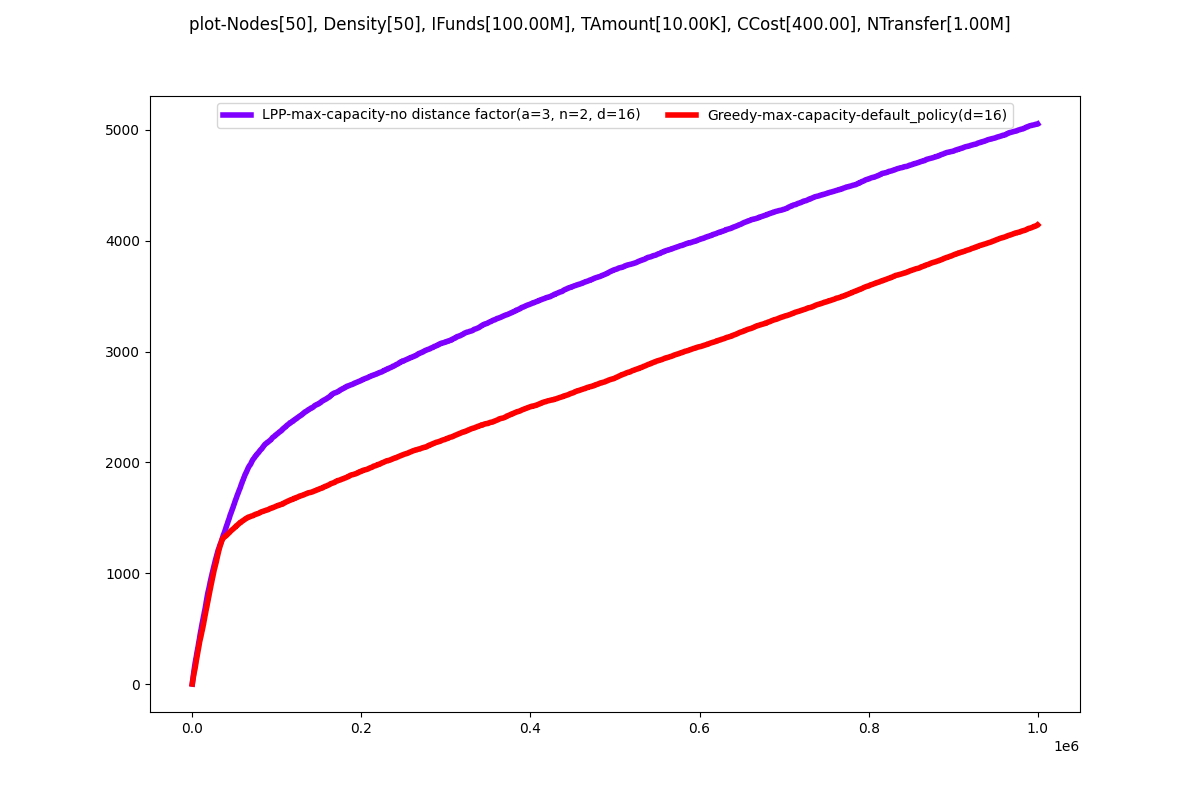 plot-Nodes[50], Density[50], IFunds[100.00M], TAmount[10.00K], CCost[400.00], NTransfer[1.00M]
LPP-max-capacity-no distance factor(a=3, n=2, d=16) Greedy-max-capacity-default_policy(d=16)
5000
4000
3000
2000
1000
0
0.0 0.2 0.4 0.6 0.8 1.0
1e6